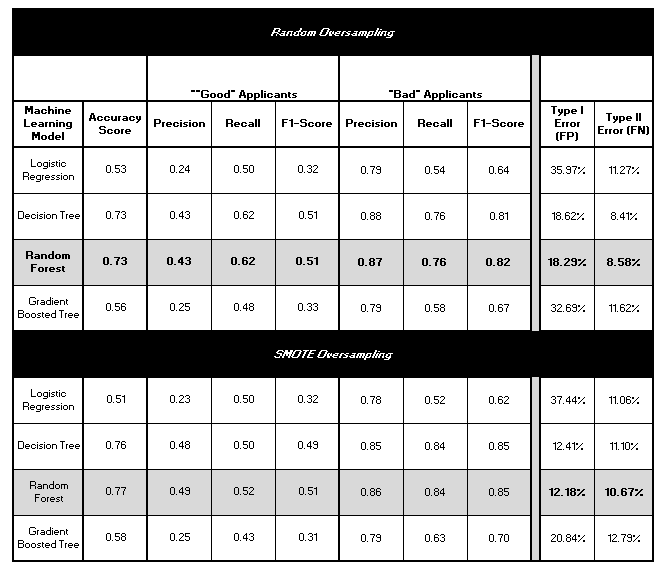 Random Oversampling
""Good" Applicants "Bad" Applicants
Machine Learning Model Accuracy Score Precision Recall F1-Score Precision Recall F1-Score Type I Error (FP) Type II Error (FN)
Logistic Regression 0.53 0.24 0.50 0.32 0.79 0.54 0.64 35.97% 11.27%
Decision Tree 0.73 0.43 0.62 0.51 0.88 0.76 0.81 18.62% 8.41%
Random Forest 0.73 0.43 0.62 0.51 0.87 0.76 0.82 18.29% 8.58%
Gradient Boosted Tree 0.56 0.25 0.48 0.33 0.79 0.58 0.67 32.69% 11.62%
SMOTE Oversampling
Logistic Regression 0.51 0.23 0.50 0.32 0.78 0.52 0.62 37.44% 11.06%
Decision Tree 0.76 0.48 0.50 0.49 0.85 0.84 0.85 12.41% 11.10%
Random Forest 0.77 0.49 0.52 0.51 0.86 0.84 0.85 12.18% 10.67%
Gradient Boosted Tree 0.58 0.25 0.43 0.31 0.79 0.63 0.70 20.84% 12.79%